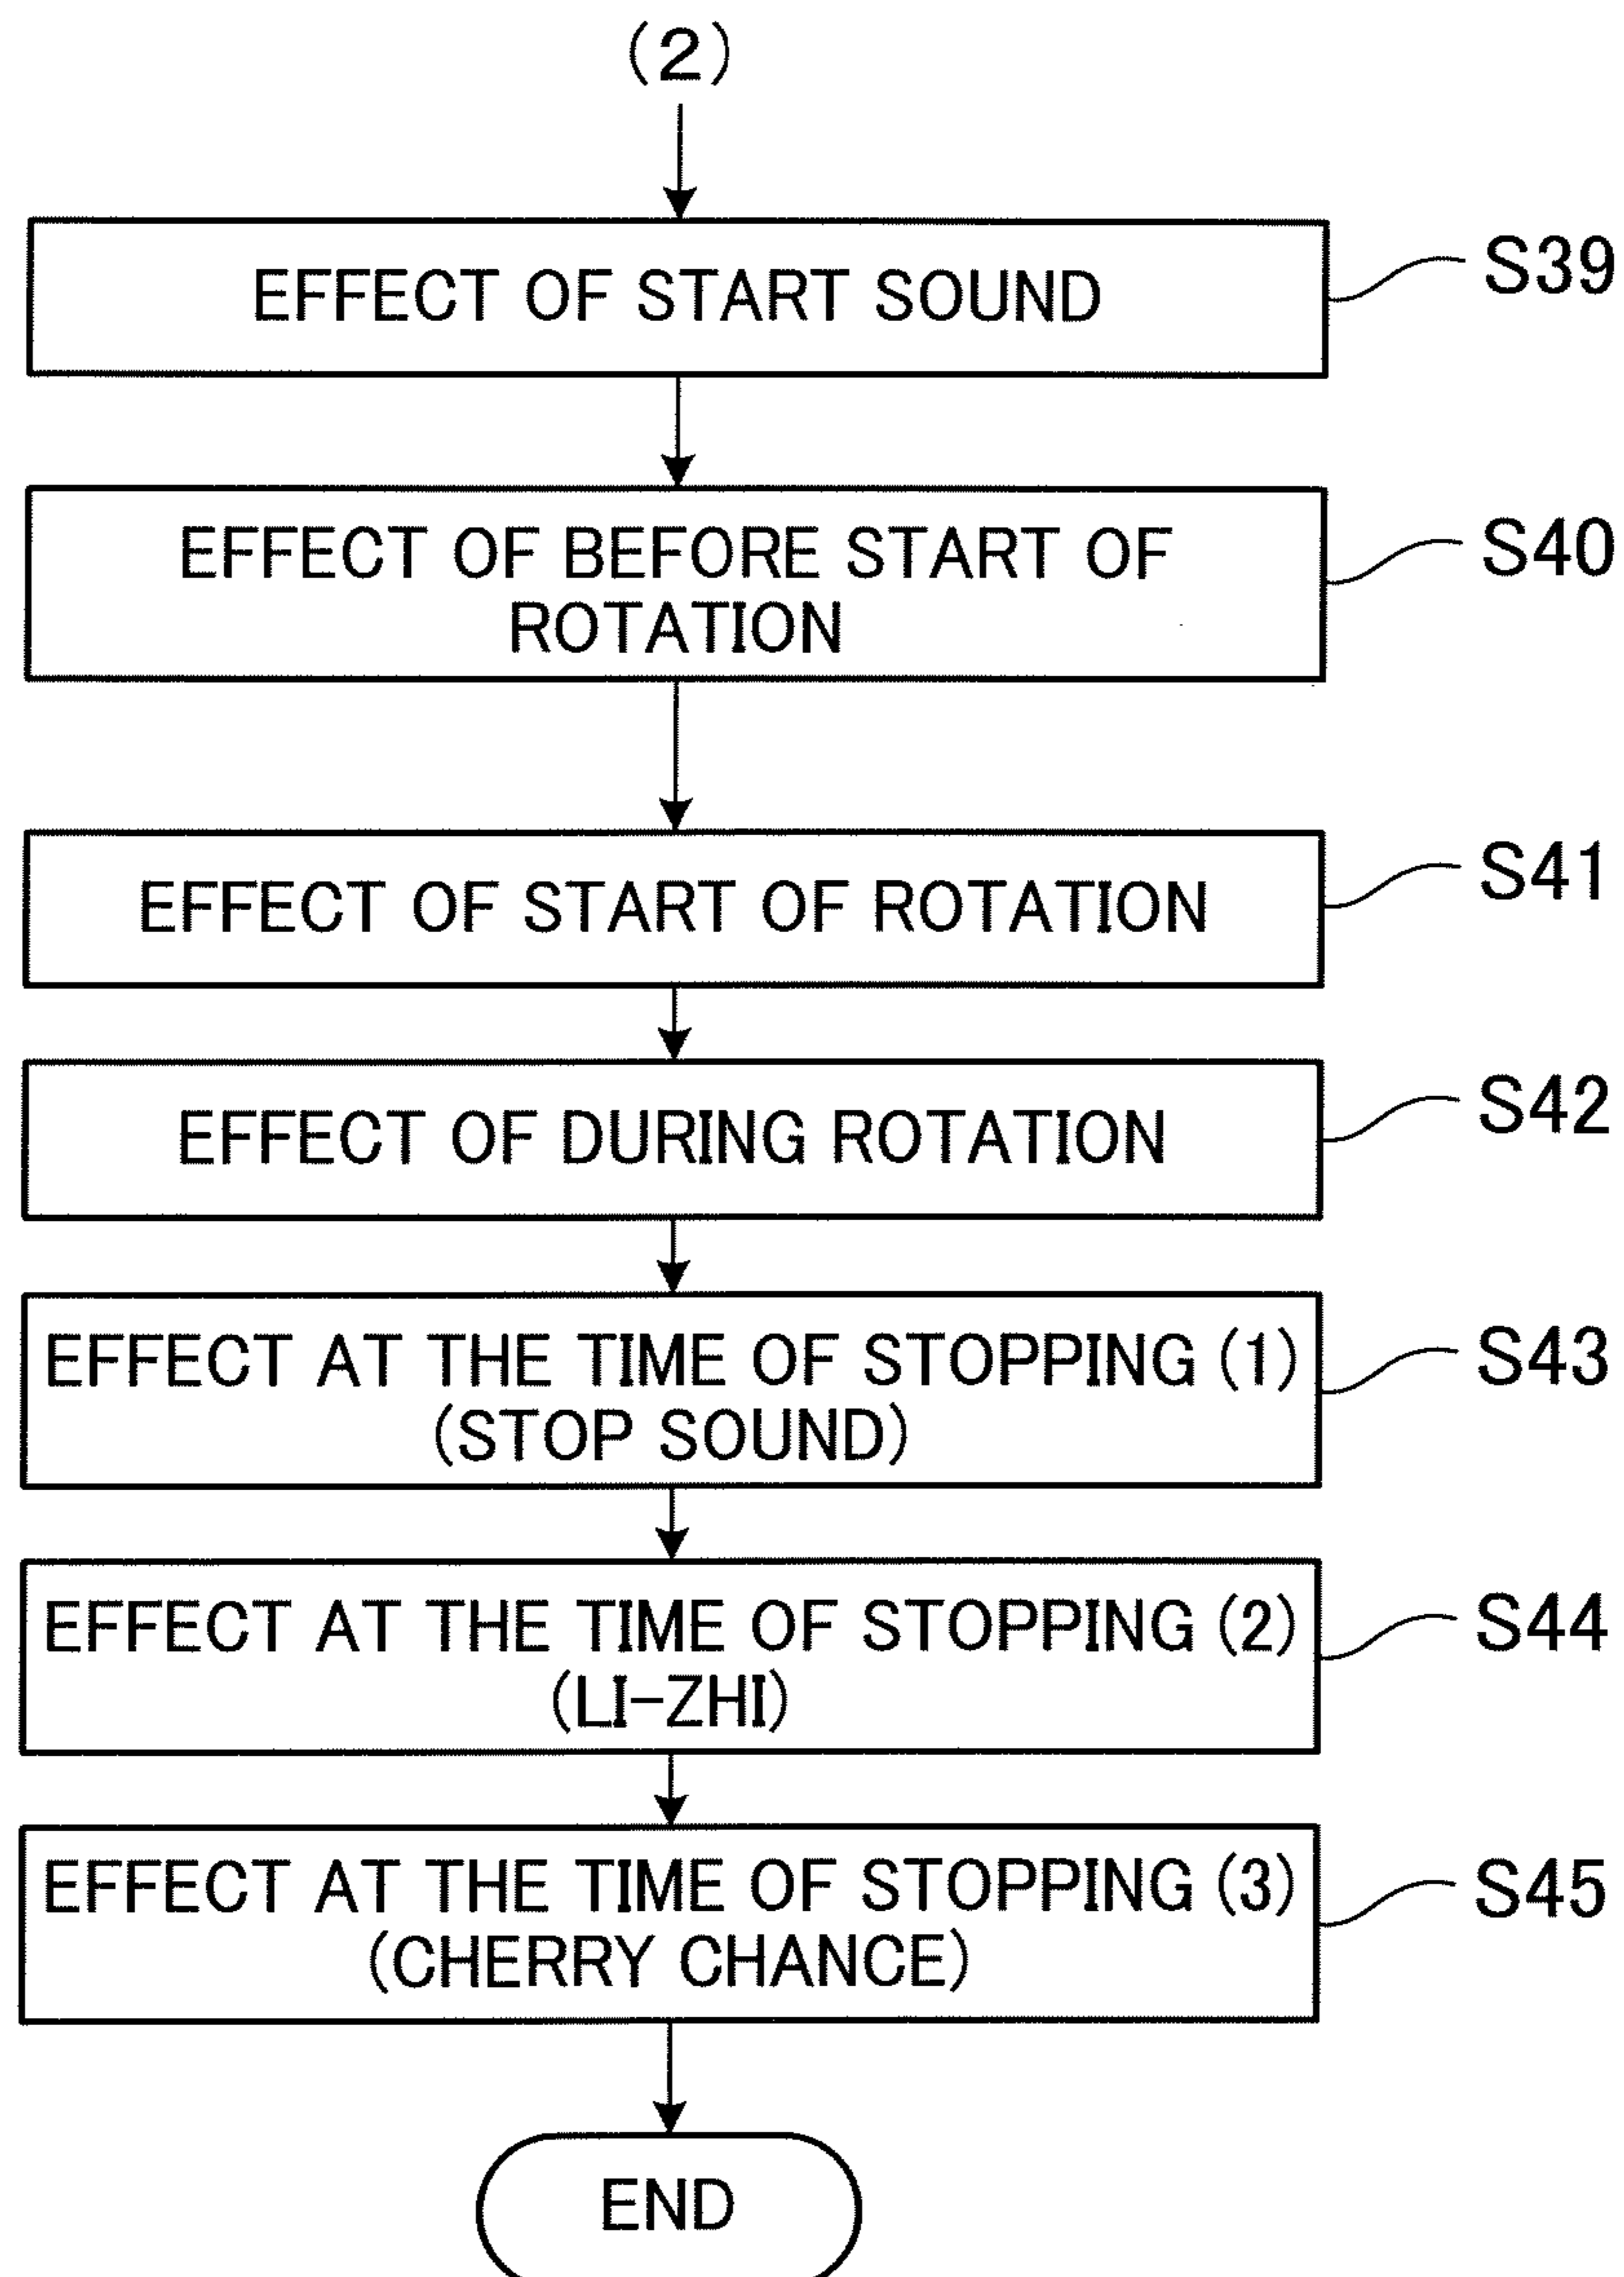 (2)
EFFECT OF START SOUND
S39
EFFECT OF BEFORE START OF
ROTATION
S40
EFFECT OF START OF ROTATION
S41
EFFECT OF DURING ROTATION
S42
EFFECT AT THE TIME OF STOPPING (1)
(STOP SOUND)
S43
EFFECT AT THE TIME OF STOPPING (2)
(LI-ZHI)
S44
EFFECT AT THE TIME OF STOPPING (3)
(CHERRY CHANCE)
S45
END